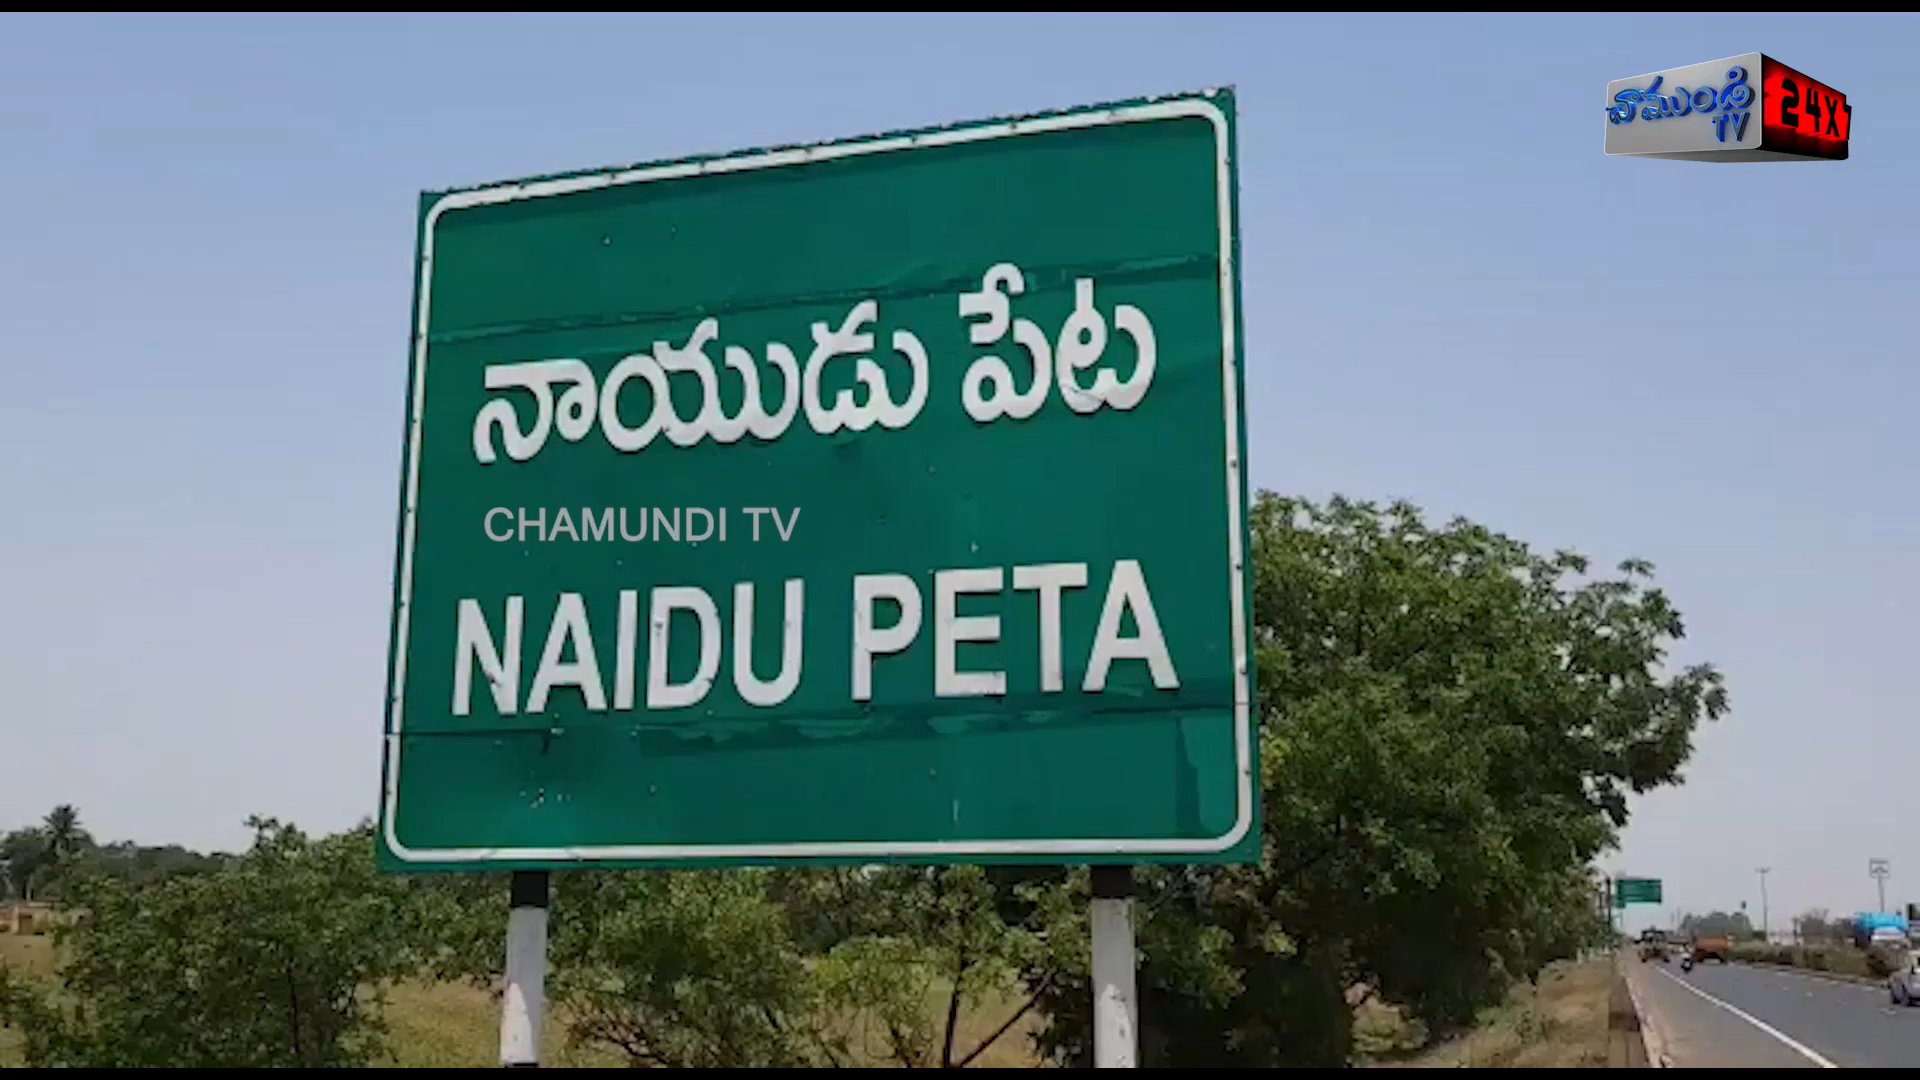 చాముండి
TV
24X
నాయుడు పేట
CHAMUNDI TV
NAIDU PETA